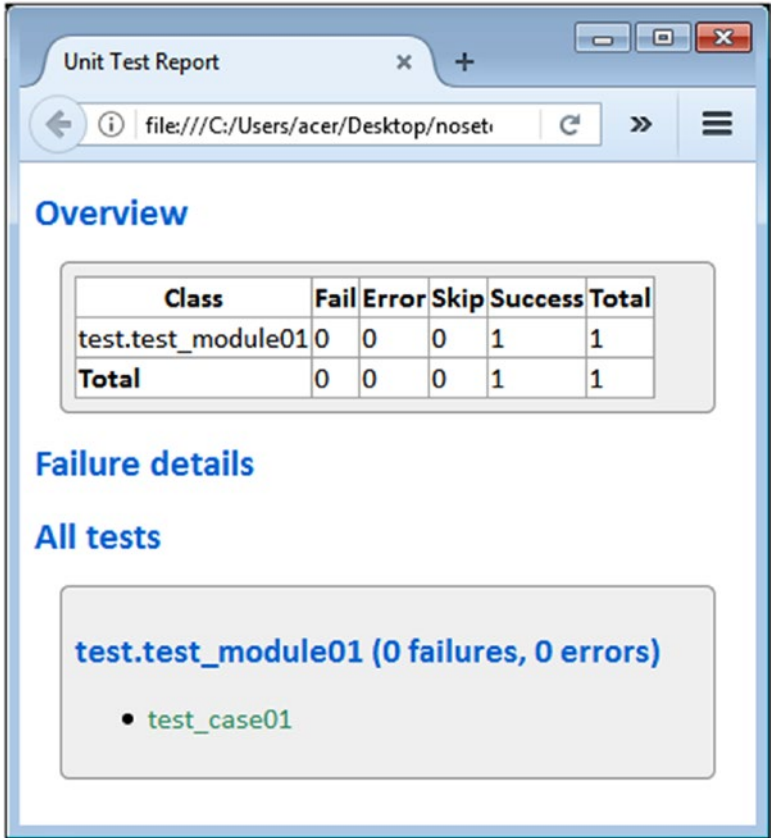 Unit Test Report
file:///C:/Users/acer/Desktop/noset
Overview
Class Fail Error Skip Success Total
test.test_module01 0 0 0 1 1
Total 0 0 0 1 1
Failure details
All tests
test.test_module01 (0 failures, 0 errors)
test_case01